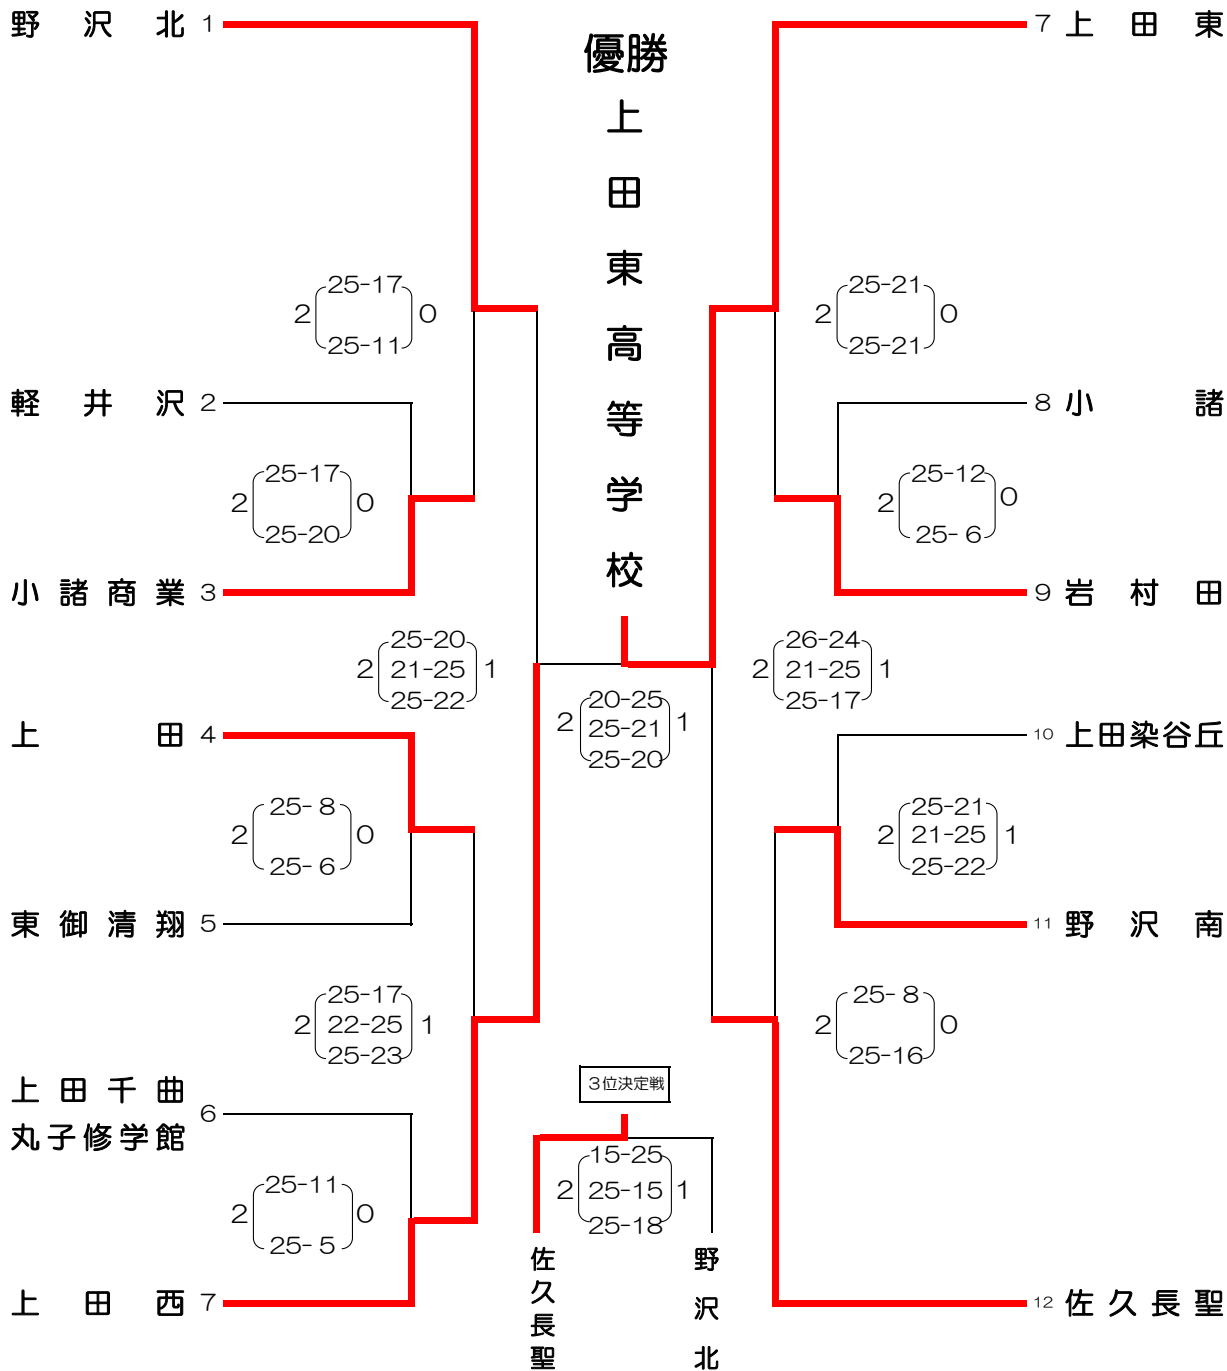 野沢北 1
優勝
上田東高等学校
7 上田東
25-17
2 0
25-11
25-21
2 0
25-21
軽井沢 2
8 小諸
25-17
2 0
25-20
25-12
2 0
25- 6
小諸商業 3
9 岩村田
25-20
2 21-25 1
25-22
26-24
2 21-25 1
25-17
20-25
2 25-21 1
25-20
上田 4
10 上田染谷丘
25- 8
2 0
25- 6
25-21
2 21-25 1
25-22
東御清翔 5
11 野沢南
25-17
2 22-25 1
25-23
25- 8
2 0
25-16
上田千曲
丸子修学館 6
3位決定戦
15-25
2 25-15 1
25-18
25-11
2 0
25- 5
佐久長聖
野沢北
上田西 7
12 佐久長聖